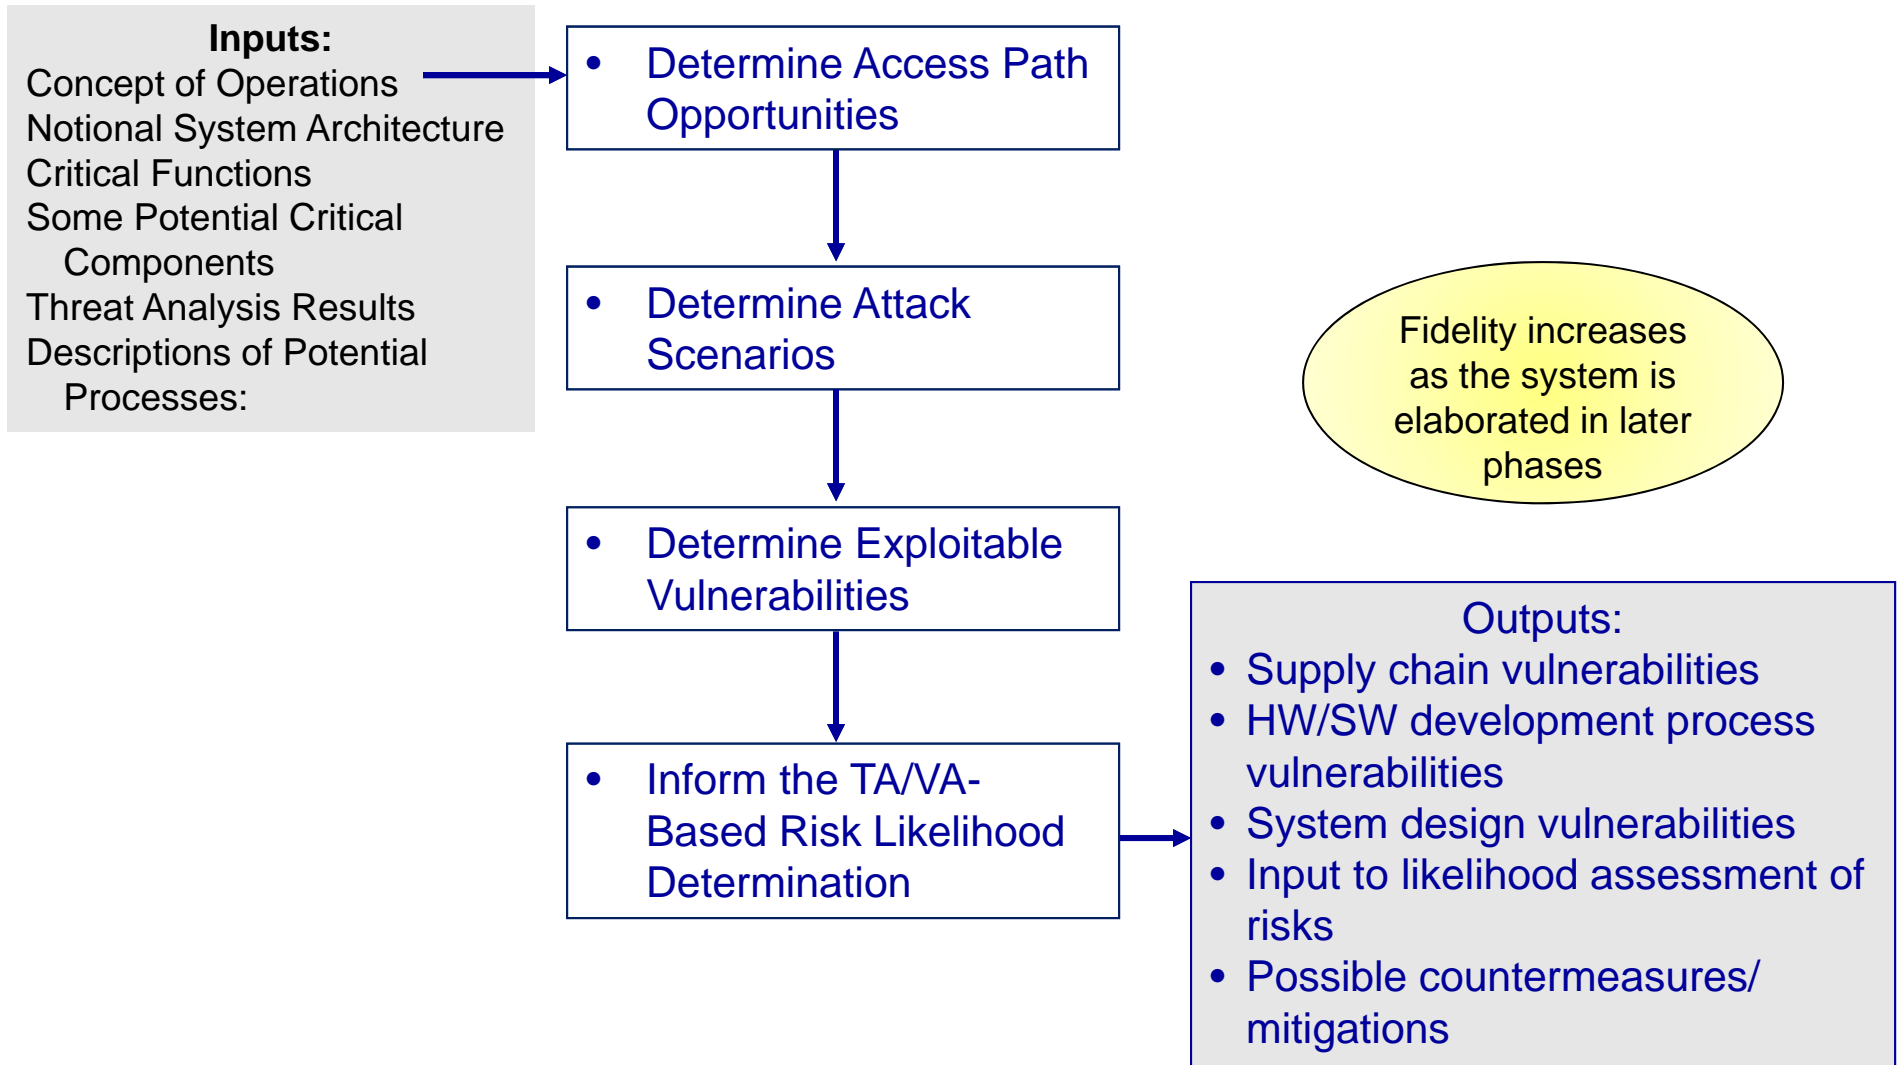 Inputs:
Concept of Operations
Notional System Architecture
Critical Functions
Some Potential Critical
Components
Threat Analysis Results
Descriptions of Potential
Processes:
• Determine Access Path
Opportunities
• Determine Attack
Scenarios
• Determine Exploitable
Vulnerabilities
• Inform the TA/VA-
Based Risk Likelihood
Determination
Fidelity increases
as the system is
elaborated in later
phases
Outputs:
• Supply chain vulnerabilities
• HW/SW development process
vulnerabilities
• System design vulnerabilities
• Input to likelihood assessment of
risks
• Possible countermeasures/
mitigations